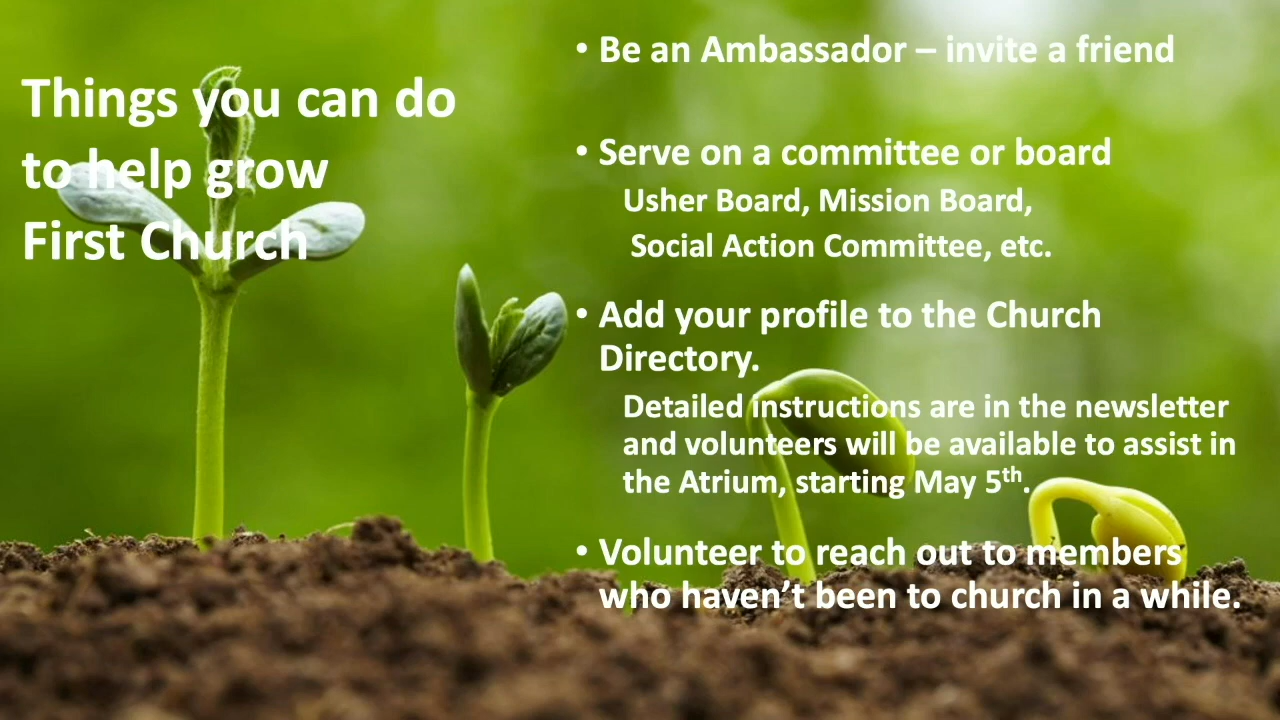 Things you can do
to help grow
First Church
• Be an Ambassador – invite a friend
• Serve on a committee or board
Usher Board, Mission Board,
Social Action Committee, etc.
• Add your profile to the Church
Directory.
Detailed instructions are in the newsletter
and volunteers will be available to assist in
the Atrium, starting May 5th.
• Volunteer to reach out to members
who haven’t been to church in a while.